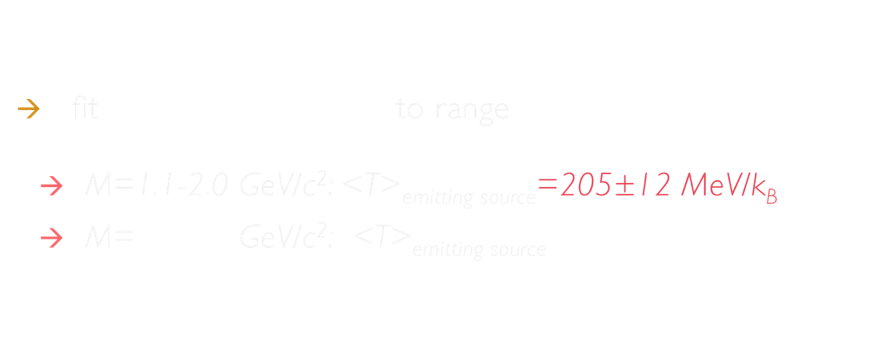 → fit to range
→ M=1.1-2.0 GeV/c²: <T>emitting source=205±12 MeV/kB
→ M= GeV/c²: <T>emitting source